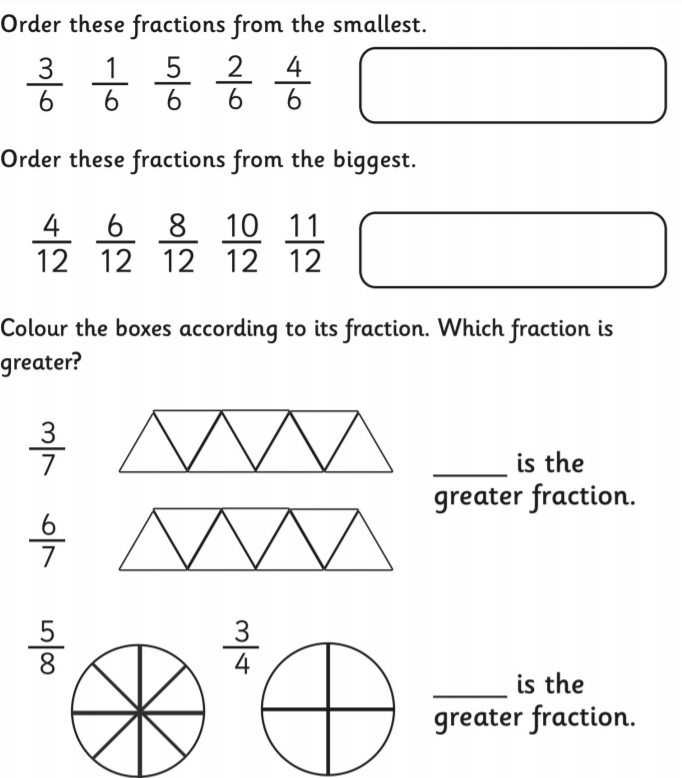 Order these fractions from the smallest.
3/6 1/6 5/6 2/6 4/6
Order these fractions from the biggest.
4/12 6/12 8/12 10/12 11/12
Colour the boxes according to its fraction. Which fraction is
greater?
3/7
6/7
______ is the
greater fraction.
5/8 3/4
______ is the
greater fraction.